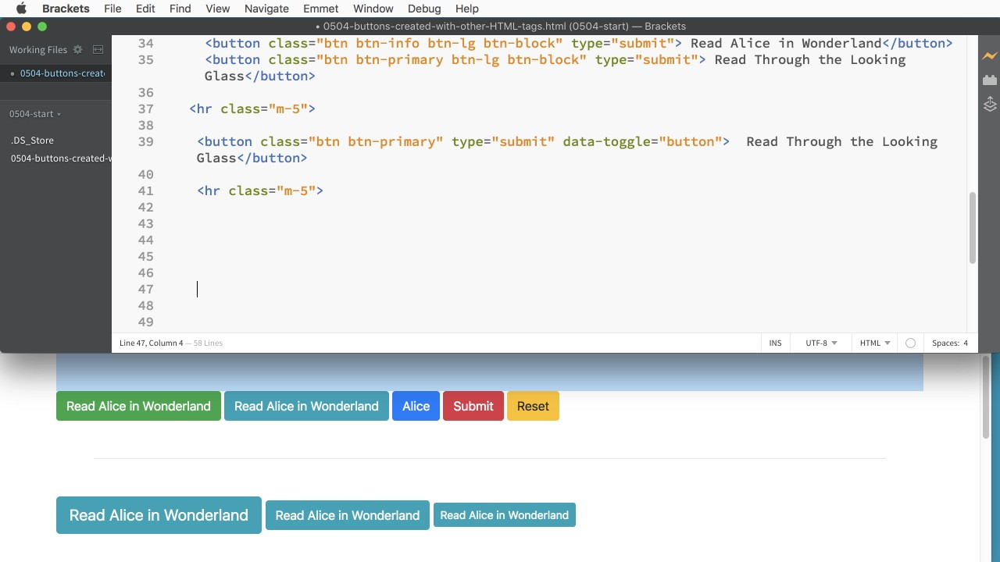 Brackets File Edit Find View Navigate Emmet Window Debug Help
• 0504-buttons-created-with-other-HTML-tags.html (0504-start) — Brackets
Working Files
• 0504-buttons-creat
0504-start
.DS_Store
0504-buttons-created-w
34 <button class="btn btn-info btn-lg btn-block" type="submit"> Read Alice in Wonderland</button>
35 <button class="btn btn-primary btn-lg btn-block" type="submit"> Read Through the Looking
Glass</button>
36
37 <hr class="m-5">
38
39 <button class="btn btn-primary" type="submit" data-toggle="button">  Read Through the Looking
Glass</button>
40
41 <hr class="m-5">
42
43
44
45
46
47
48
49
Line 47, Column 4 — 58 Lines
INS UTF-8 HTML Spaces: 4
Read Alice in Wonderland Read Alice in Wonderland Alice Submit Reset
Read Alice in Wonderland Read Alice in Wonderland Read Alice in Wonderland